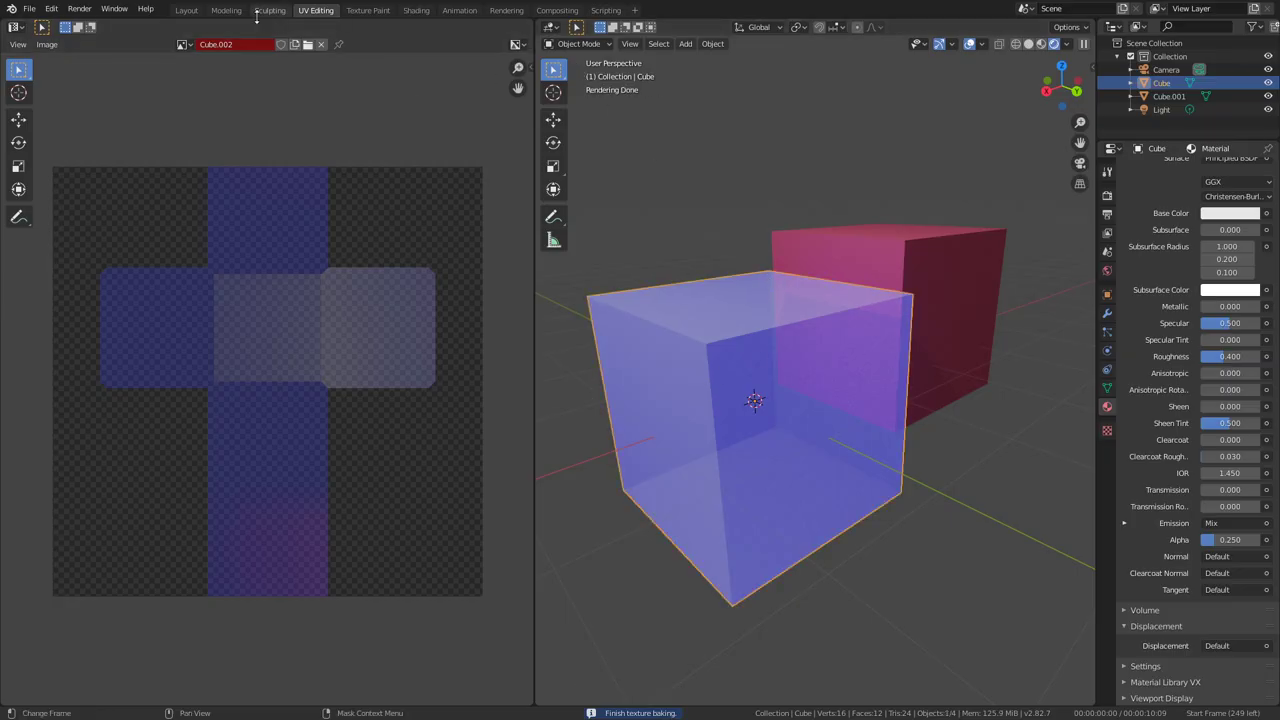 File Edit Render Window Help Layout Modeling Sculpting UV Editing Texture Paint Shading Animation Rendering Compositing Scripting + Scene View Layer
Global Options
View Image Cube.002 Object Mode View Select Add Object
Scene Collection
Collection
Camera
Cube
Cube.001
Light
User Perspective
(1) Collection | Cube
Rendering Done
Z
X
Y
Cube Material
Surface Principled BSDF
GGX
Christensen-Burl..
Base Color
Subsurface 0.000
Subsurface Radius 1.000
0.200
0.100
Subsurface Color
Metallic 0.000
Specular 0.500
Specular Tint 0.000
Roughness 0.400
Anisotropic 0.000
Anisotropic Rota.. 0.000
Sheen 0.000
Sheen Tint 0.500
Clearcoat 0.000
Clearcoat Rough.. 0.030
IOR 1.450
Transmission 0.000
Transmission Ro.. 0.000
Emission Mix
Alpha 0.250
Normal Default
Clearcoat Normal Default
Tangent Default
Volume
Displacement
Displacement Default
Settings
Material Library VX
Viewport Display
Change Frame Pan View Mask Context Menu Finish texture baking. Collection | Cube | Verts:16 | Faces:12 | Tris:24 | Objects:1/4 | Mem: 125.9 MiB | v2.82.7 00:00:00:00 / 00:00:10:09 Start Frame (249 left)